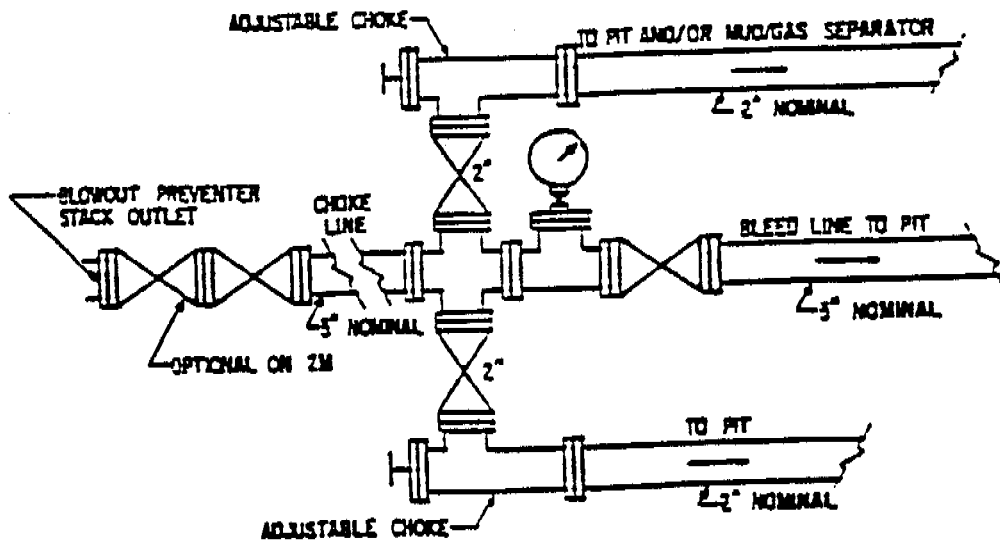 ADJUSTABLE CHOKE
TO PIT AND/OR MUD/GAS SEPARATOR
2" NOMINAL
2"
BLOWOUT PREVENTER
STACK OUTLET
CHOKE
LINE
BLEED LINE TO PIT
3" NOMINAL
3" NOMINAL
OPTIONAL ON 2M
2"
TO PIT
2" NOMINAL
ADJUSTABLE CHOKE